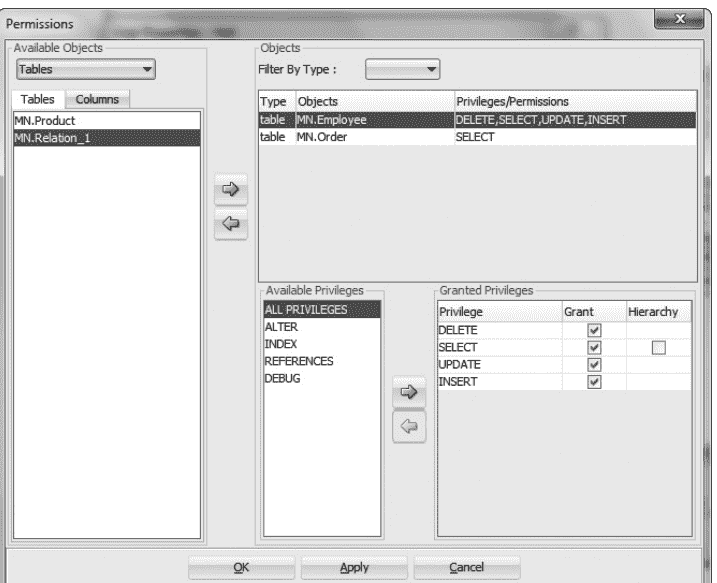 Permissions
x
Available Objects
Tables
Tables Columns
MN.Product
MN.Relation_1
Objects
Filter By Type :
Type Objects Privileges/Permissions
table MN.Employee DELETE,SELECT,UPDATE,INSERT
table MN.Order SELECT
Available Privileges
ALL PRIVILEGES
ALTER
INDEX
REFERENCES
DEBUG
Granted Privileges
Privilege Grant Hierarchy
DELETE
SELECT
UPDATE
INSERT
OK Apply Cancel